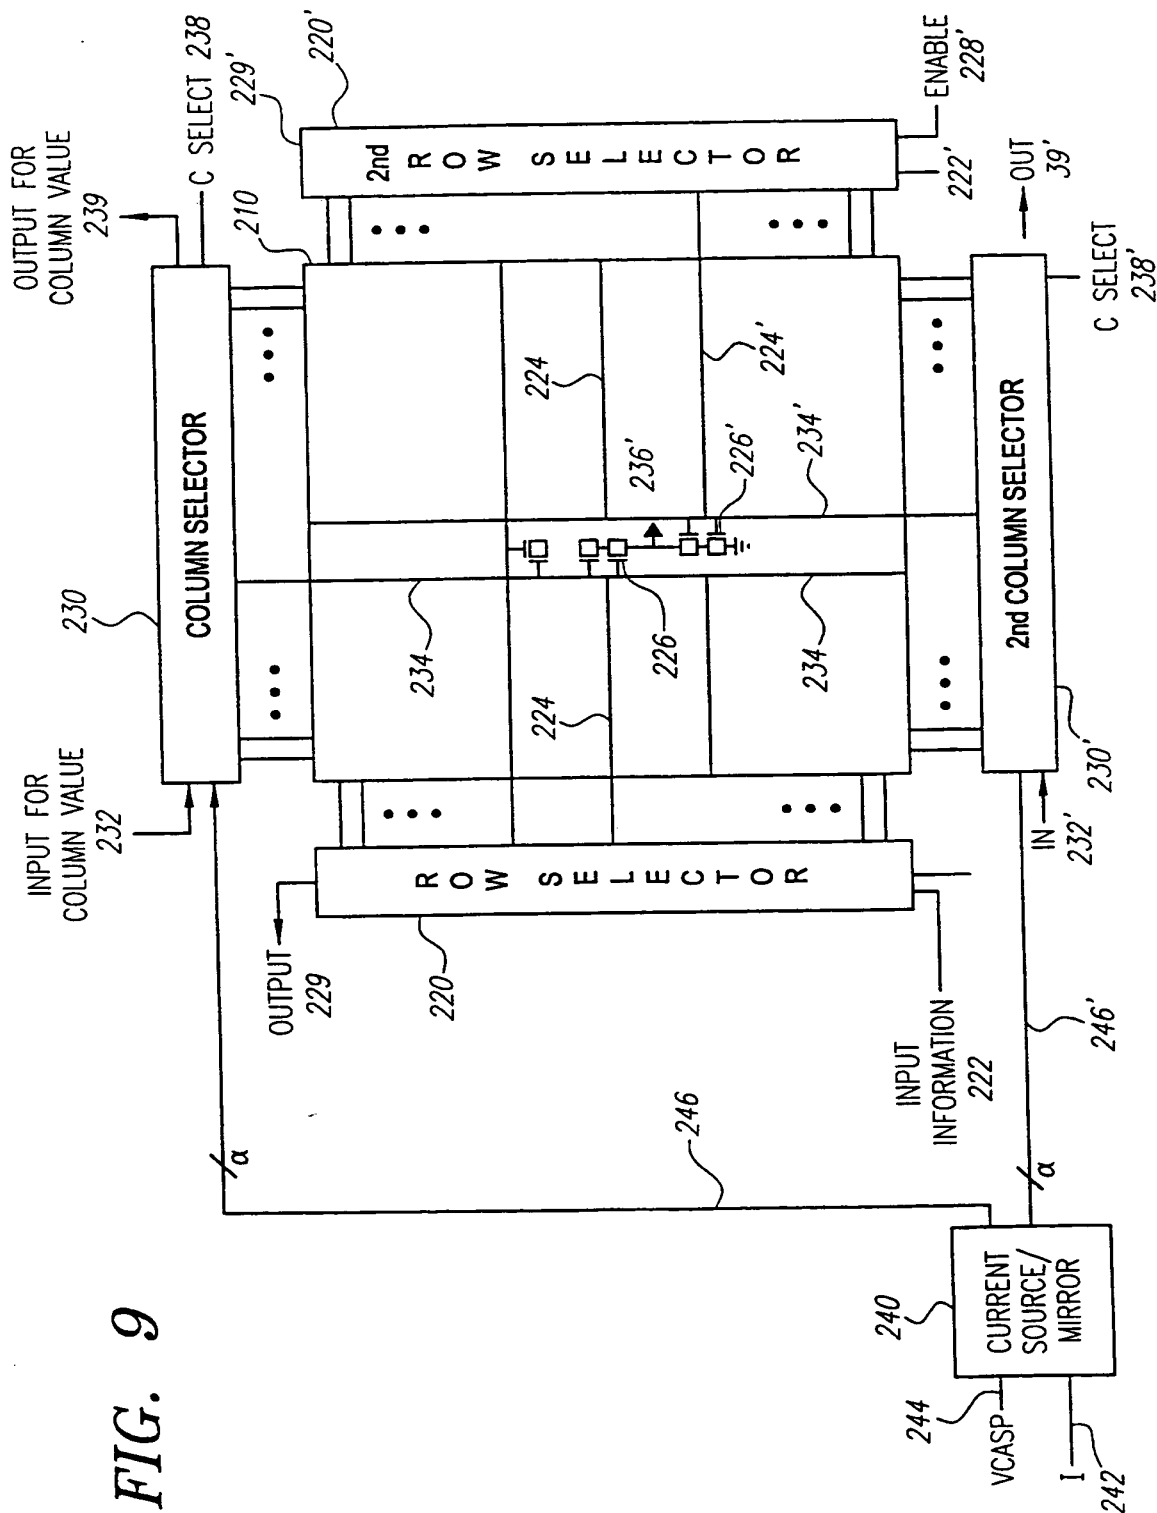 FIG. 9
OUTPUT FOR
COLUMN VALUE
239
C SELECT 238
229'
220'
210
230
COLUMN SELECTOR
INPUT FOR
COLUMN VALUE
232
2nd
ROW SELECTOR
ENABLE
228'
222'
OUTPUT
229
220
ROW SELECTOR
INPUT
INFORMATION
222
234
224
224
224'
236'
226'
226
234'
234
2nd COLUMN SELECTOR
OUT
39'
C SELECT
238'
230'
IN
232'
246
246'
α
α
240
CURRENT
SOURCE/
MIRROR
244
VCASP
I
242